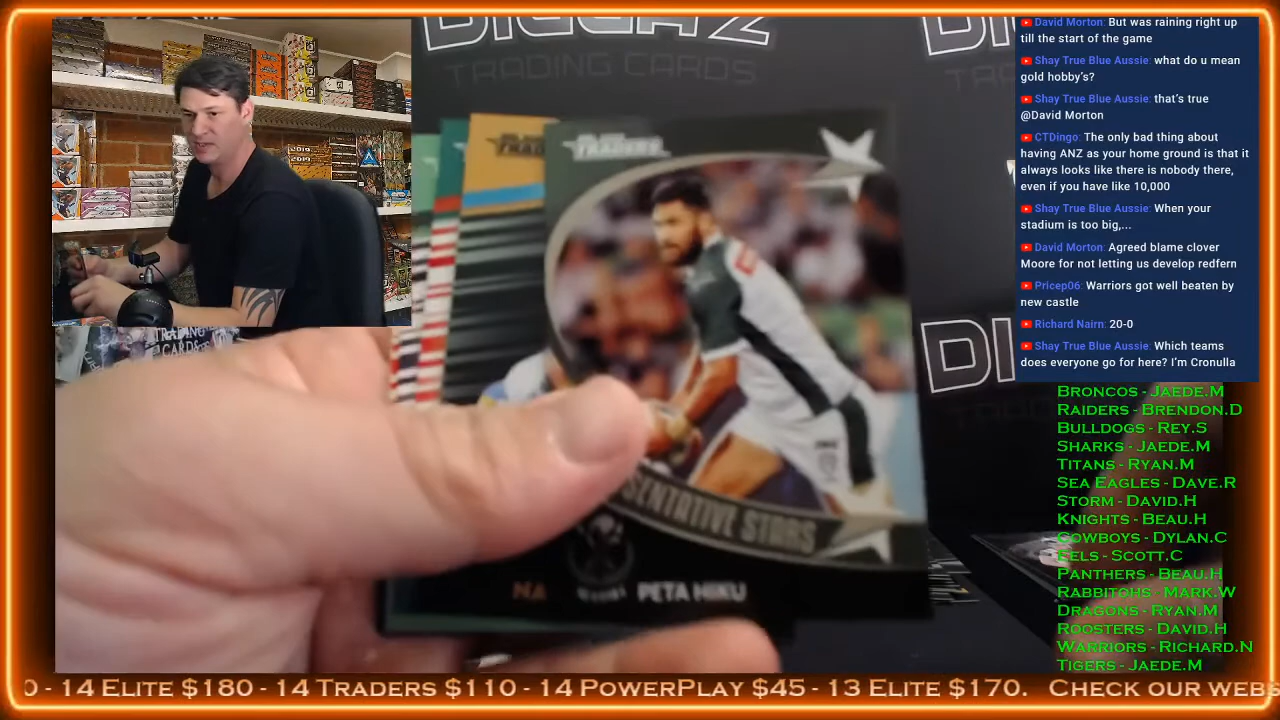 DIGGAZ
TRADING CARDS
David Morton: But was raining right up
till the start of the game
Shay True Blue Aussie: what do u mean
gold hobby's?
Shay True Blue Aussie: that's true
@David Morton
CTDingo: The only bad thing about
having ANZ as your home ground is that it
always looks like there is nobody there,
even if you have like 10,000
Shay True Blue Aussie: When your
stadium is too big,...
David Morton: Agreed blame clover
Moore for not letting us develop redfern
Pricep06: Warriors got well beaten by
new castle
Richard Nairn: 20-0
Shay True Blue Aussie: Which teams
does everyone go for here? I'm Cronulla
TRADERS
SENTATIVE STARS
PETA HIKU
Broncos - Jaede.M
Raiders - Brendon.D
Bulldogs - Rey.S
Sharks - Jaede.M
Titans - Ryan.M
Sea Eagles - Dave.R
Storm - David.H
Knights - Beau.H
Cowboys - Dylan.C
Eels - Scott.C
Panthers - Beau.H
Rabbitohs - Mark.W
Dragons - Ryan.M
Roosters - David.H
Warriors - Richard.N
Tigers - Jaede.M
0 - 14 Elite $180 - 14 Traders $110 - 14 PowerPlay $45 - 13 Elite $170. Check our webs